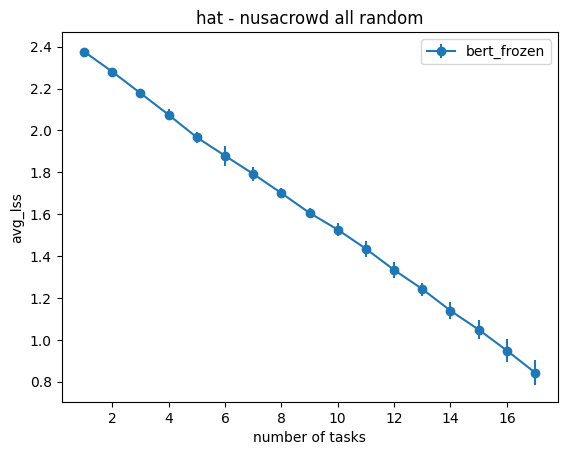 hat - nusacrowd all random
bert_frozen
avg_lss
2.4
2.2
2.0
1.8
1.6
1.4
1.2
1.0
0.8
2 4 6 8 10 12 14 16
number of tasks